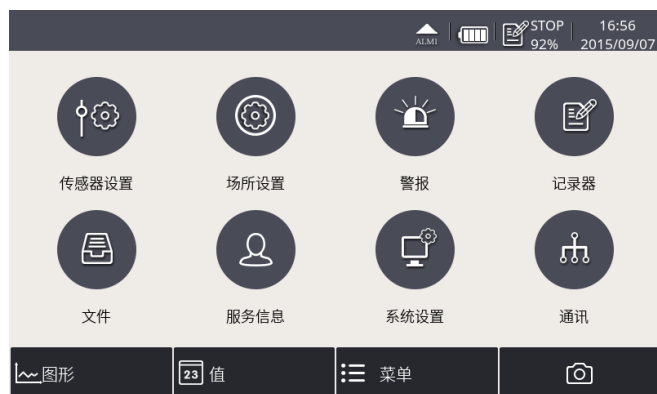 ALM1 STOP 16:56
92% 2015/09/07
传感器设置 场所设置 警报 记录器
文件 服务信息 系统设置 通讯
图形 23 值 菜单